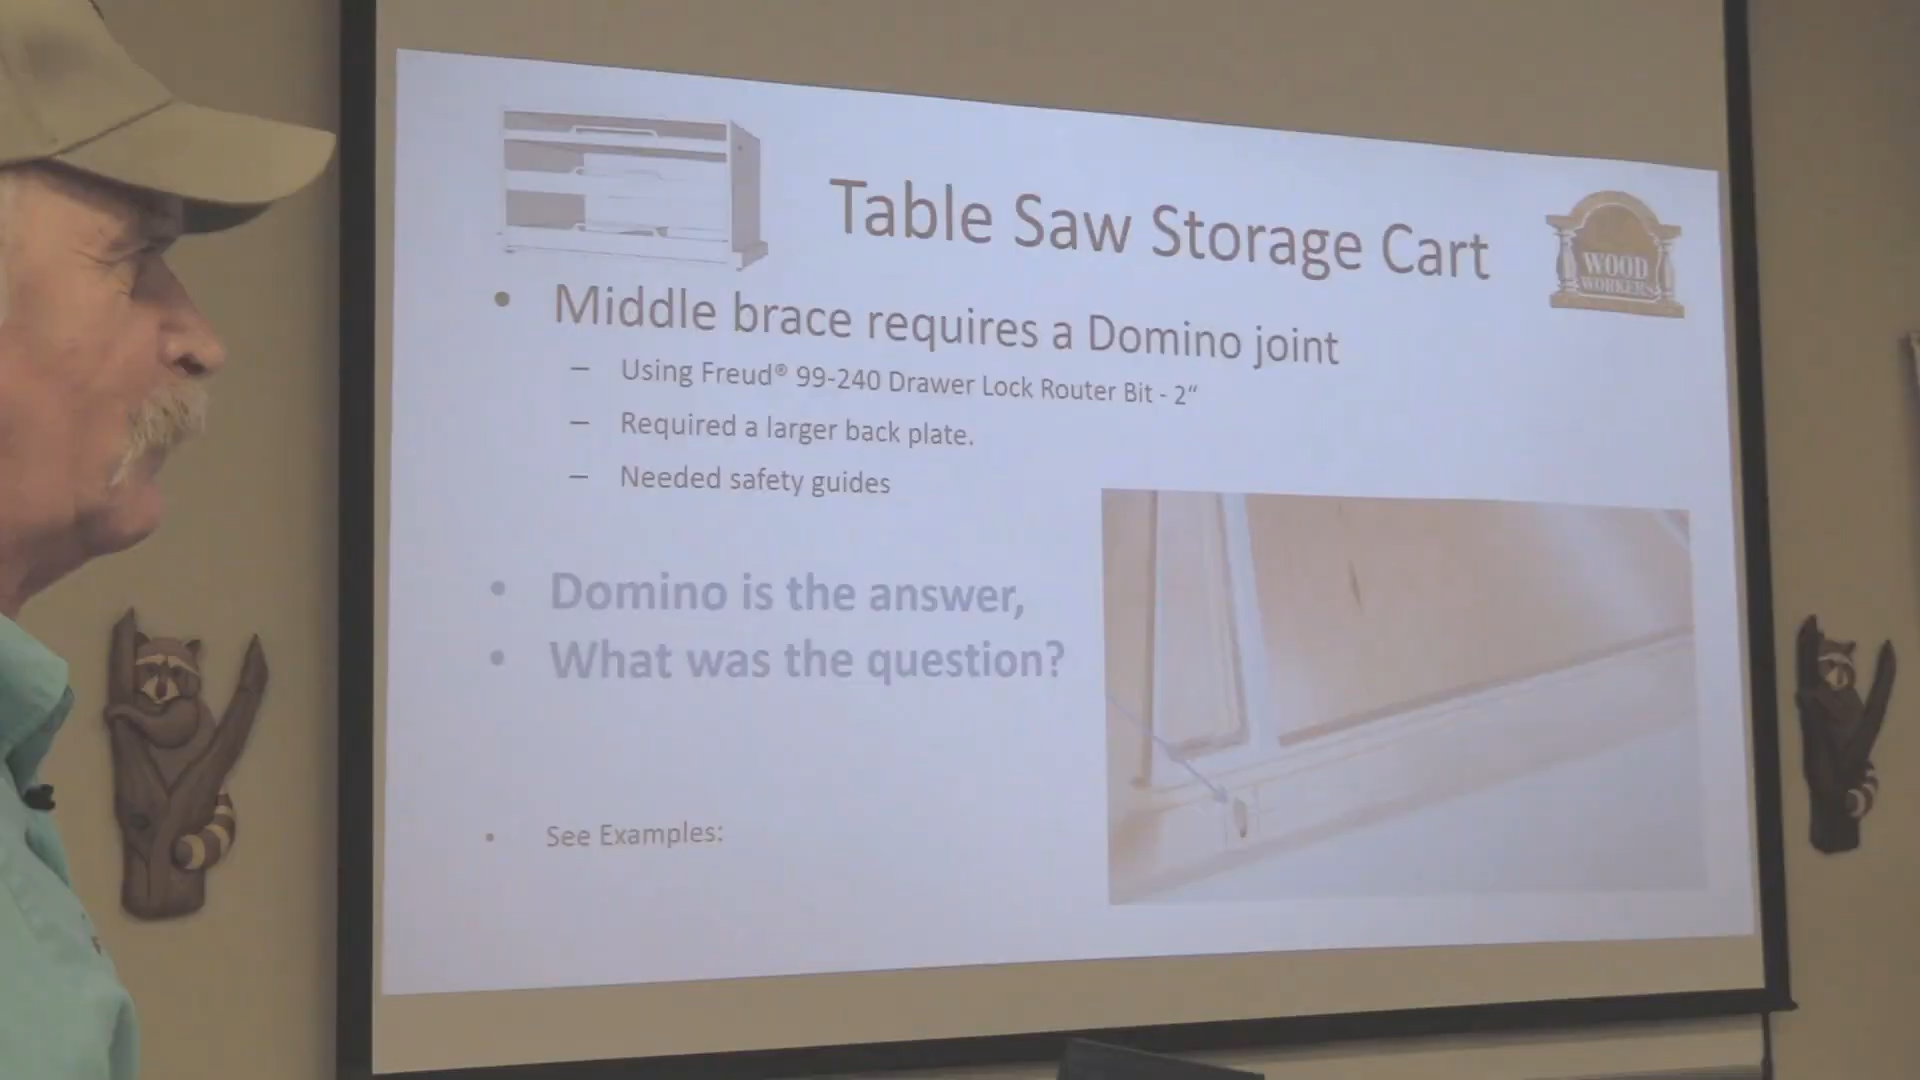 Table Saw Storage Cart
WOOD
WORKERS
• Middle brace requires a Domino joint
– Using Freud® 99-240 Drawer Lock Router Bit - 2“
– Required a larger back plate.
– Needed safety guides
• Domino is the answer,
• What was the question?
• See Examples: